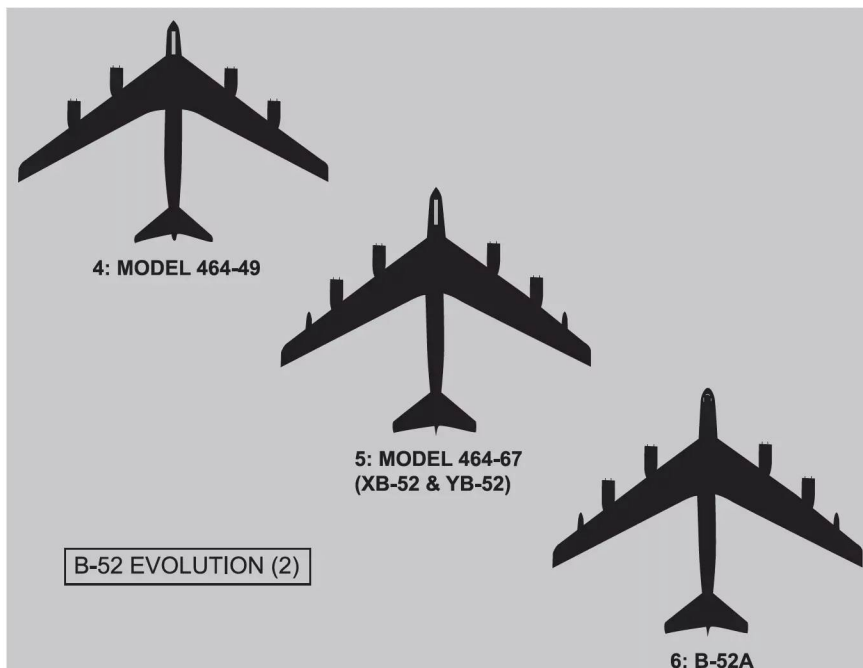 4: MODEL 464-49
5: MODEL 464-67
(XB-52 & YB-52)
B-52 EVOLUTION (2)
6: B-52A